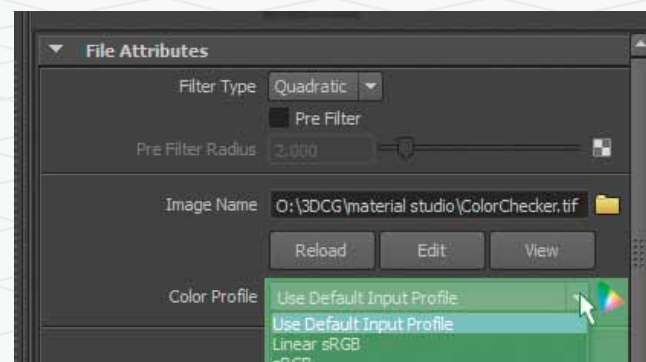 File Attributes
Filter Type Quadratic
Pre Filter
Pre Filter Radius 2.000
Image Name O:\3DCG\material studio\ColorChecker.tif
Reload Edit View
Color Profile Use Default Input Profile
Use Default Input Profile
Linear sRGB
sRGB